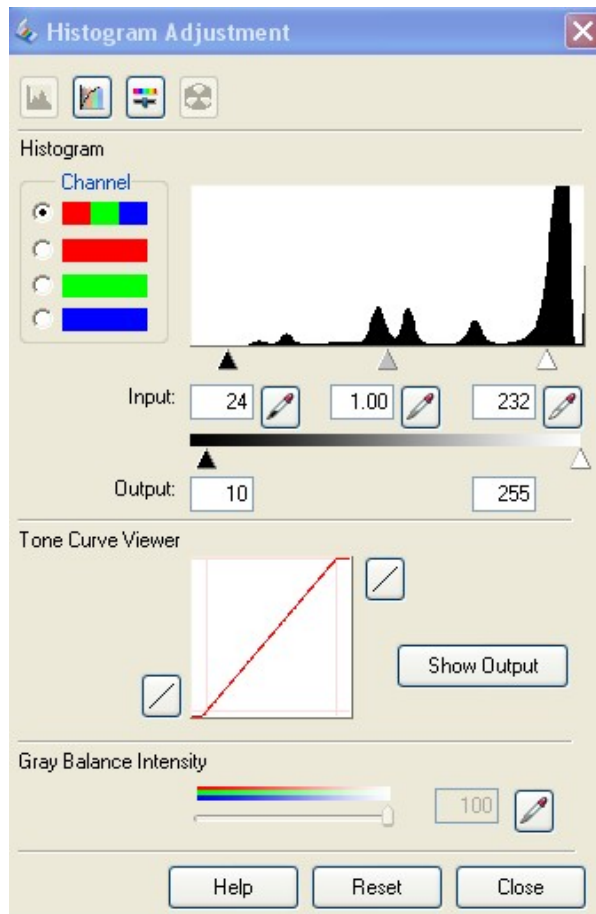 Histogram Adjustment
Histogram
Channel
Input: 24 1.00 232
Output: 10 255
Tone Curve Viewer
Show Output
Gray Balance Intensity
100
Help Reset Close